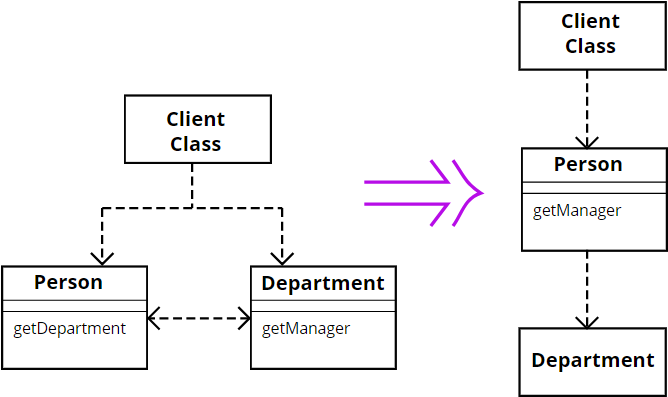 Client
Class
Person
getDepartment
Department
getManager
Client
Class
Person
getManager
Department